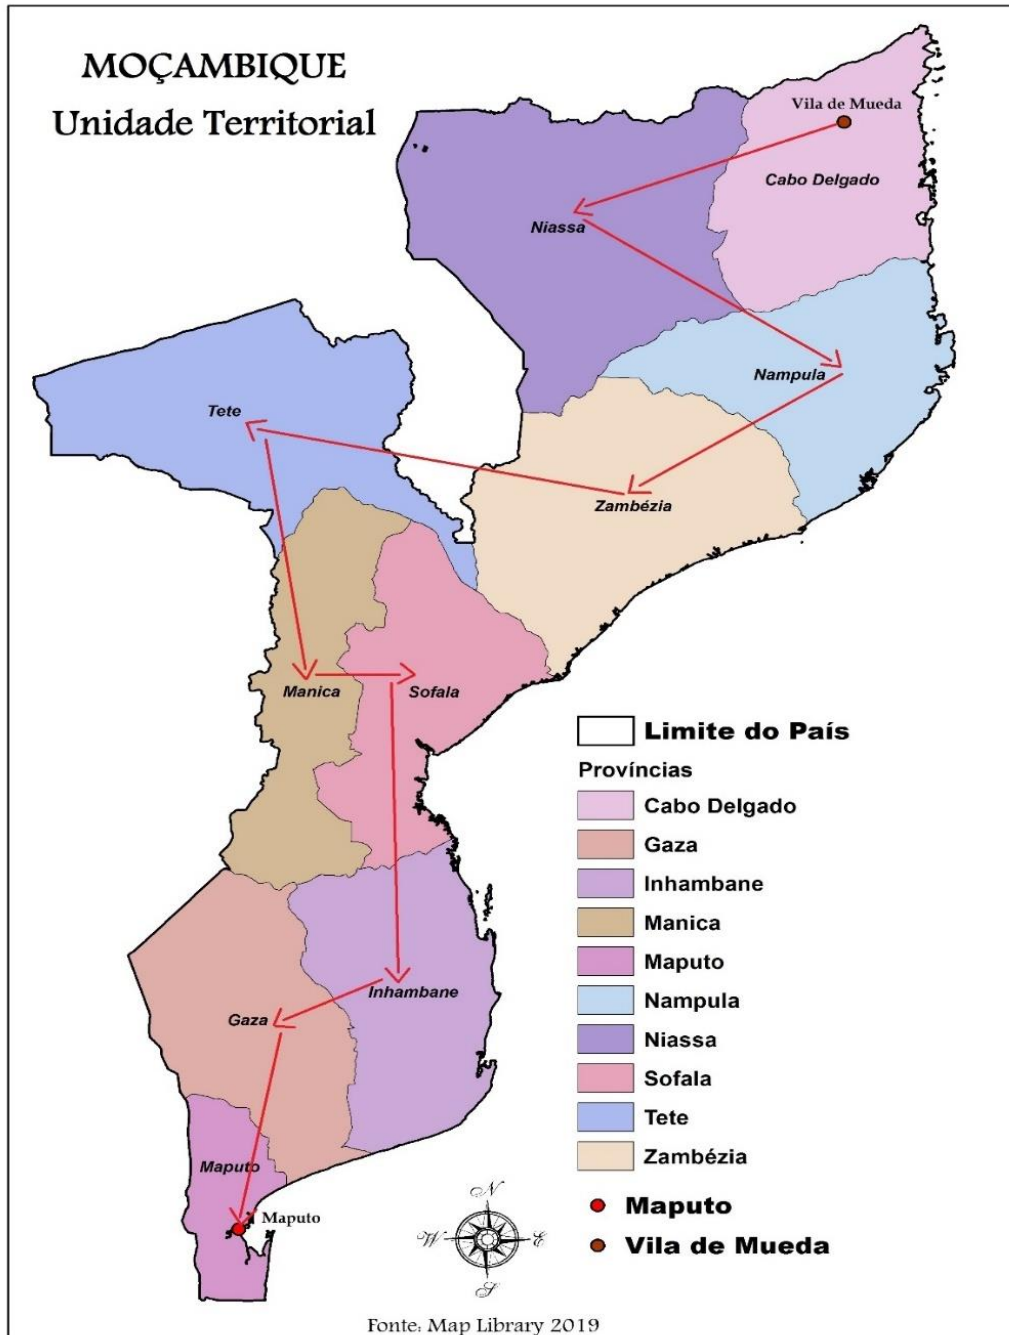 MOÇAMBIQUE
Unidade Territorial
Vila de Mueda
Cabo Delgado
Niassa
Nampula
Tete
Zambézia
Manica
Sofala
Inhambane
Gaza
Maputo
Maputo
Limite do País
Províncias
Cabo Delgado
Gaza
Inhambane
Manica
Maputo
Nampula
Niassa
Sofala
Tete
Zambézia
Maputo
Vila de Mueda
N
W
E
S
Fonte: Map Library 2019